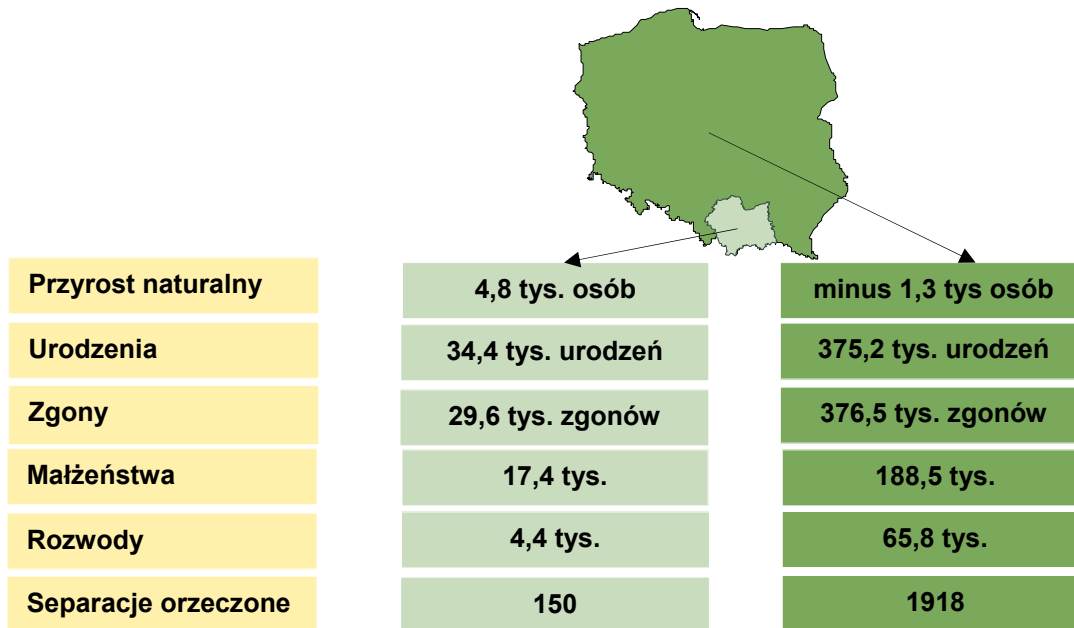 Przyrost naturalny 4,8 tys. osób minus 1,3 tys osób
Urodzenia 34,4 tys. urodzeń 375,2 tys. urodzeń
Zgony 29,6 tys. zgonów 376,5 tys. zgonów
Małżeństwa 17,4 tys. 188,5 tys.
Rozwody 4,4 tys. 65,8 tys.
Separacje orzeczone 150 1918